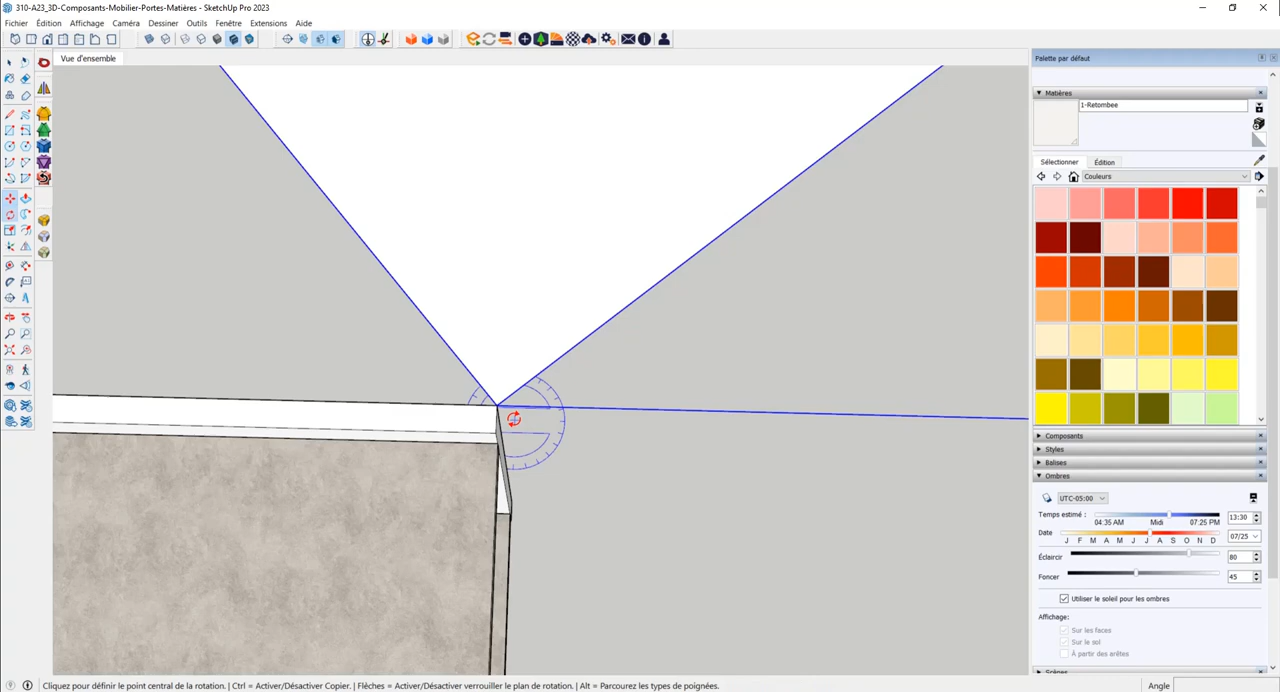 310-A23_3D-Composants-Mobilier-Portes-Matières - SketchUp Pro 2023
Fichier Édition Affichage Caméra Dessiner Outils Fenêtre Extensions Aide
Vue d'ensemble
Palette par défaut
Matières
1-Retombee
Sélectionner Édition
Couleurs
Composants
Styles
Balises
Ombres
UTC-05:00
Temps estimé : 13:30
04:35 AM Midi 07:25 PM
Date 07/25
J F M A M J J A S O N D
Éclaircir 80
Foncer 45
Utiliser le soleil pour les ombres
Affichage:
Sur les faces
Sur le sol
À partir des arêtes
Scènes
Cliquez pour définir le point central de la rotation. | Ctrl = Activer/Désactiver Copier. | Flèches = Activer/Désactiver verrouiller le plan de rotation. | Alt = Parcourez les types de poignées. Angle